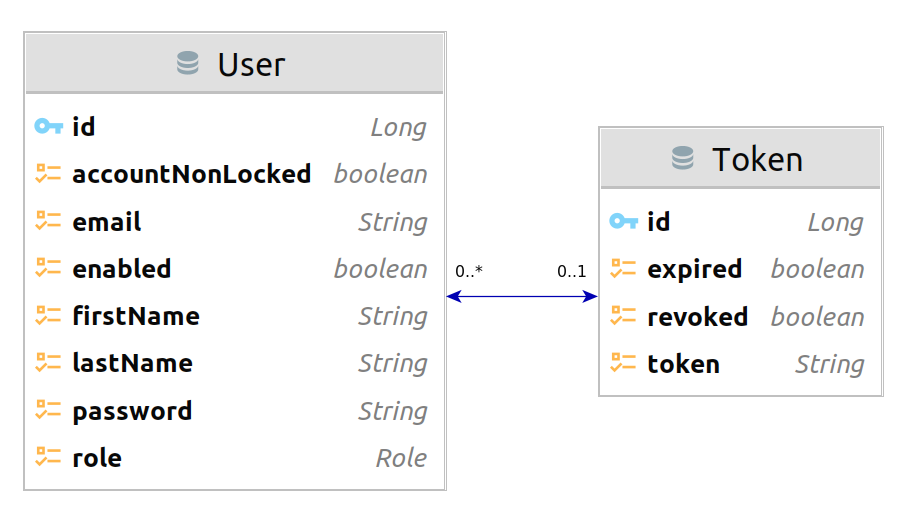 User
id Long
accountNonLocked boolean
email String
enabled boolean
firstName String
lastName String
password String
role Role
0..* 0..1
Token
id Long
expired boolean
revoked boolean
token String